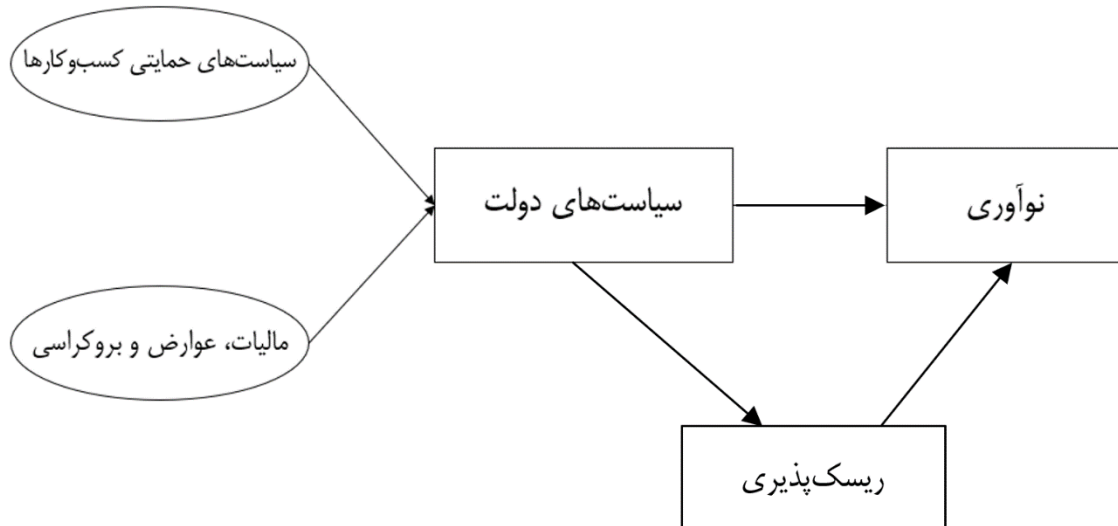 سیاست‌های حمایتی کسب‌وکارها
سیاست‌های دولت
نوآوری
مالیات، عوارض و بروکراسی
ریسک‌پذیری